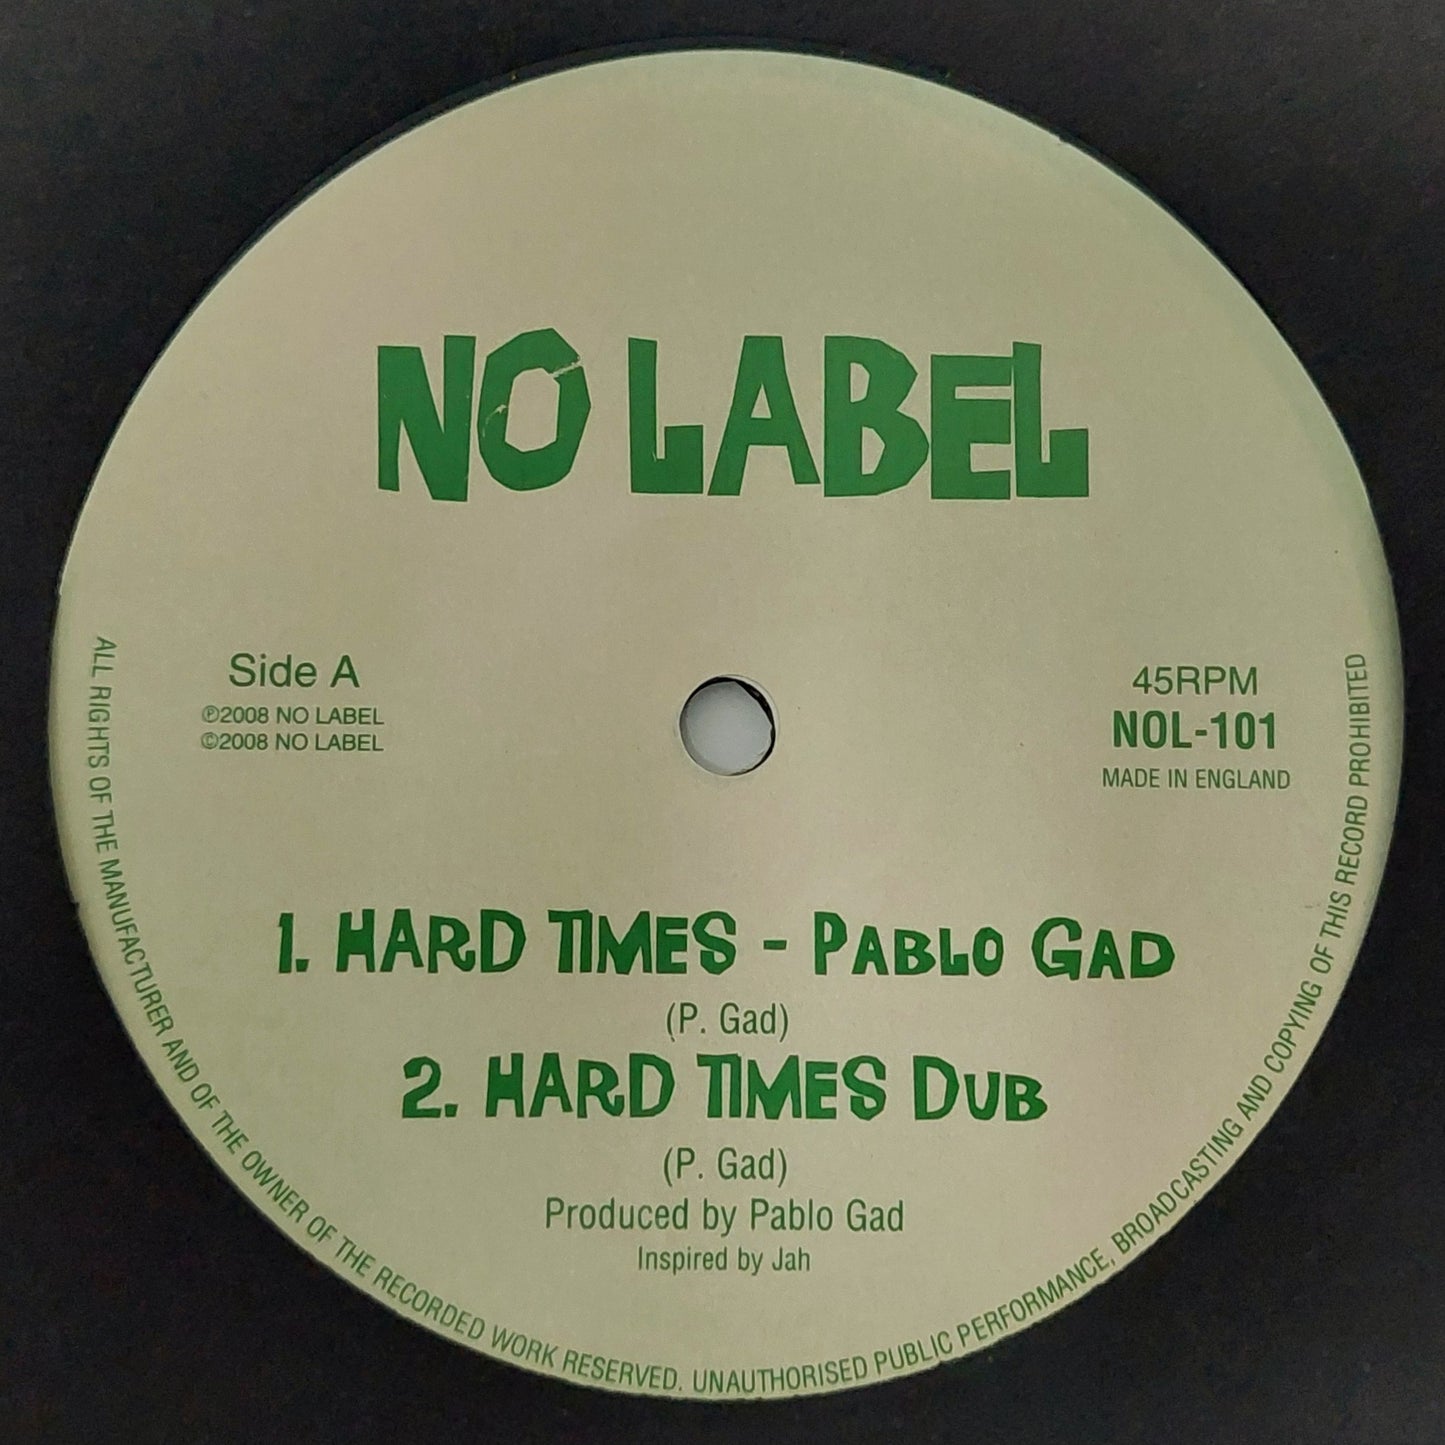 NO LABEL
Side A
℗2008 NO LABEL
©2008 NO LABEL
45RPM
NOL-101
MADE IN ENGLAND
1. HARD TIMES - PABLO GAD
(P. Gad)
2. HARD TIMES DUB
(P. Gad)
Produced by Pablo Gad
Inspired by Jah
ALL RIGHTS OF THE MANUFACTURER AND OF THE OWNER OF THE RECORDED WORK RESERVED. UNAUTHORISED PUBLIC PERFORMANCE, BROADCASTING AND COPYING OF THIS RECORD PROHIBITED